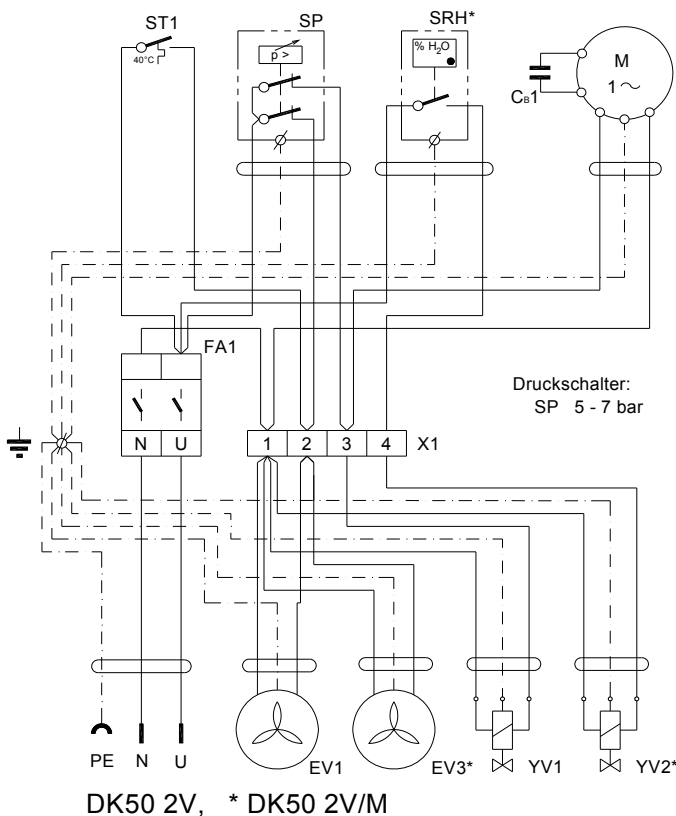 ST1
SP
SRH*
40°C
p >
% H₂O
M
1 ~
CB1
FA1
Druckschalter:
SP 5 - 7 bar
N U
1 2 3 4 X1
PE N U
EV1
EV3*
YV1
YV2*
DK50 2V, * DK50 2V/M